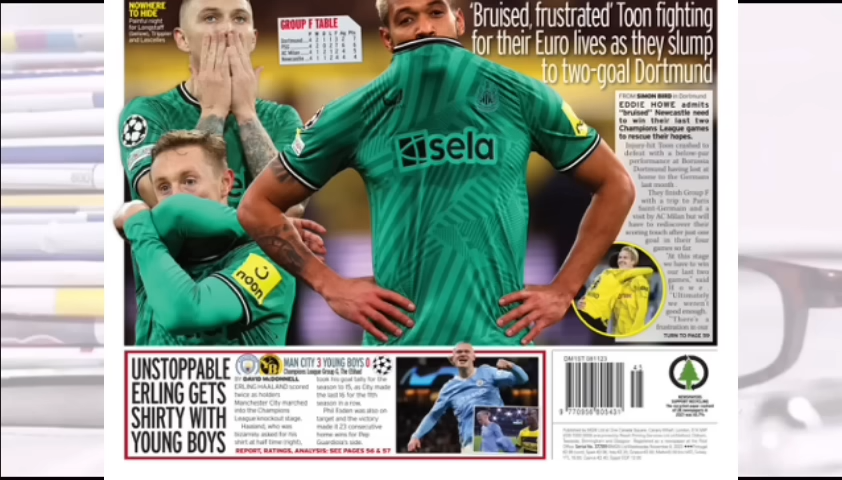 NOWHERE
TO HIDE
Painful night
for Longstaff
(below), Trippier
and Lascelles
GROUP F TABLE
Dortmund
PSG
AC Milan
Newcastle
‘Bruised, frustrated’ Toon fighting
for their Euro lives as they slump
to two-goal Dortmund
FROM SIMON BIRD in Dortmund
EDDIE HOWE admits
"bruised" Newcastle need
to win their last two
Champions League games
to rescue their hopes.
Injury-hit Toon crashed to
defeat with a below-par
performance at Borussia
Dortmund having lost at
home to the Germans
last month.
They finish Group F
with a trip to Paris
Saint-Germain and a
visit by AC Milan but will
have to rediscover their
scoring touch after just one
goal in their four
games so far.
"At this stage
we have to win
our last two
games," said
Howe.
"Ultimately
we weren't
good enough.
"There's a
frustration in our
TURN TO PAGE
sela
noon
UNSTOPPABLE
ERLING GETS
SHIRTY WITH
YOUNG BOYS
MAN CITY 3 YOUNG BOYS 0
Champions League Group G, The Etihad
BY DAVID McDONNELL
ERLING HAALAND scored
twice as holders
Manchester City marched
into the Champions
League knockout stage.
Haaland, who was
bizarrely asked for his
shirt at half time (right),
took his goal tally for the
season to 15, as City made
the last 16 for the 11th
season in a row.
Phil Foden was also on
target and the victory
made it 23 consecutive
home wins for Pep
Guardiola's side.
REPORT, RATINGS, ANALYSIS: SEE PAGES 56 & 57
DM1ST 081123